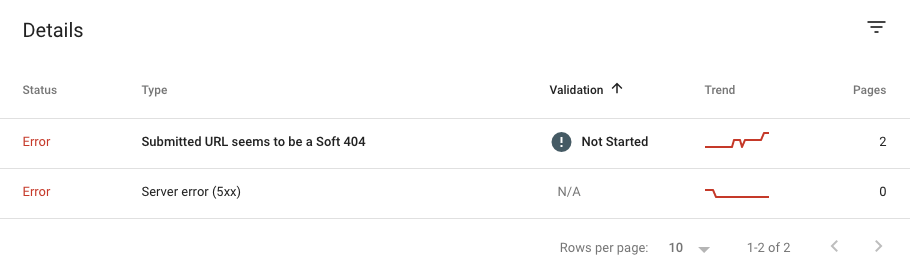 Details
Status Type Validation Trend Pages
Error Submitted URL seems to be a Soft 404 Not Started 2
Error Server error (5xx) N/A 0
Rows per page: 10 1-2 of 2